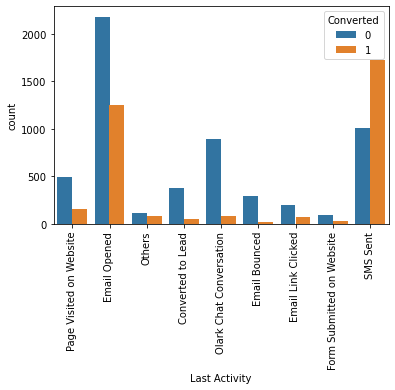 Converted
0
1
2000
1500
1000
500
0
count
Page Visited on Website
Email Opened
Others
Converted to Lead
Olark Chat Conversation
Email Bounced
Email Link Clicked
Form Submitted on Website
SMS Sent
Last Activity